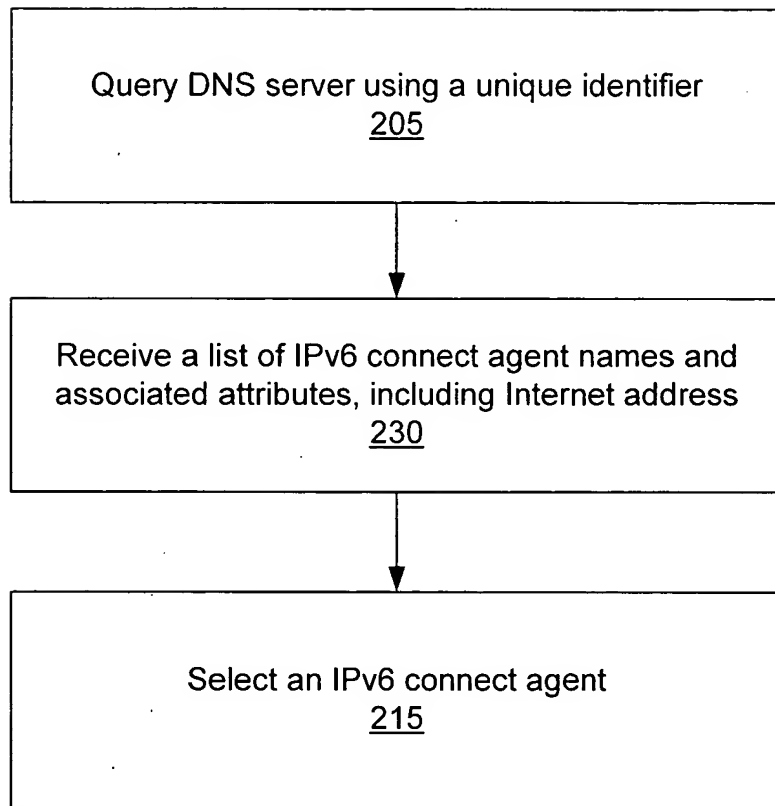 Query DNS server using a unique identifier
205
Receive a list of IPv6 connect agent names and
associated attributes, including Internet address
230
Select an IPv6 connect agent
215